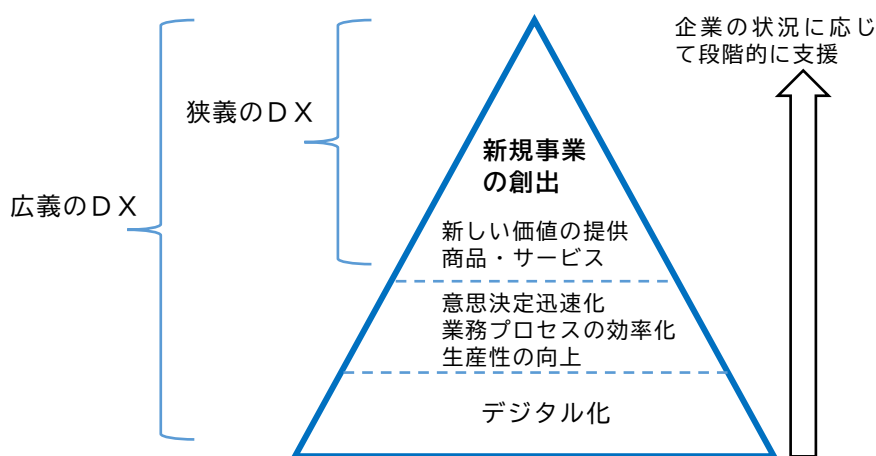 企業の状況に応じ
て段階的に支援
狭義のＤＸ
広義のＤＸ
新規事業
の創出
新しい価値の提供
商品・サービス
意思決定迅速化
業務プロセスの効率化
生産性の向上
デジタル化